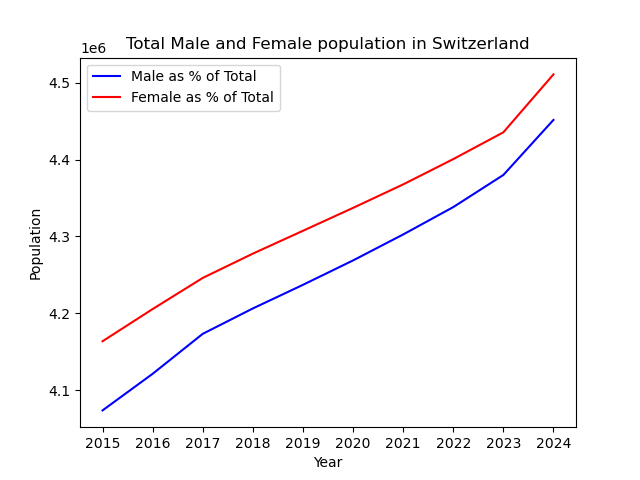 Total Male and Female population in Switzerland
1e6
Male as % of Total
Female as % of Total
4.5
4.4
4.3
4.2
4.1
Population
2015 2016 2017 2018 2019 2020 2021 2022 2023 2024
Year